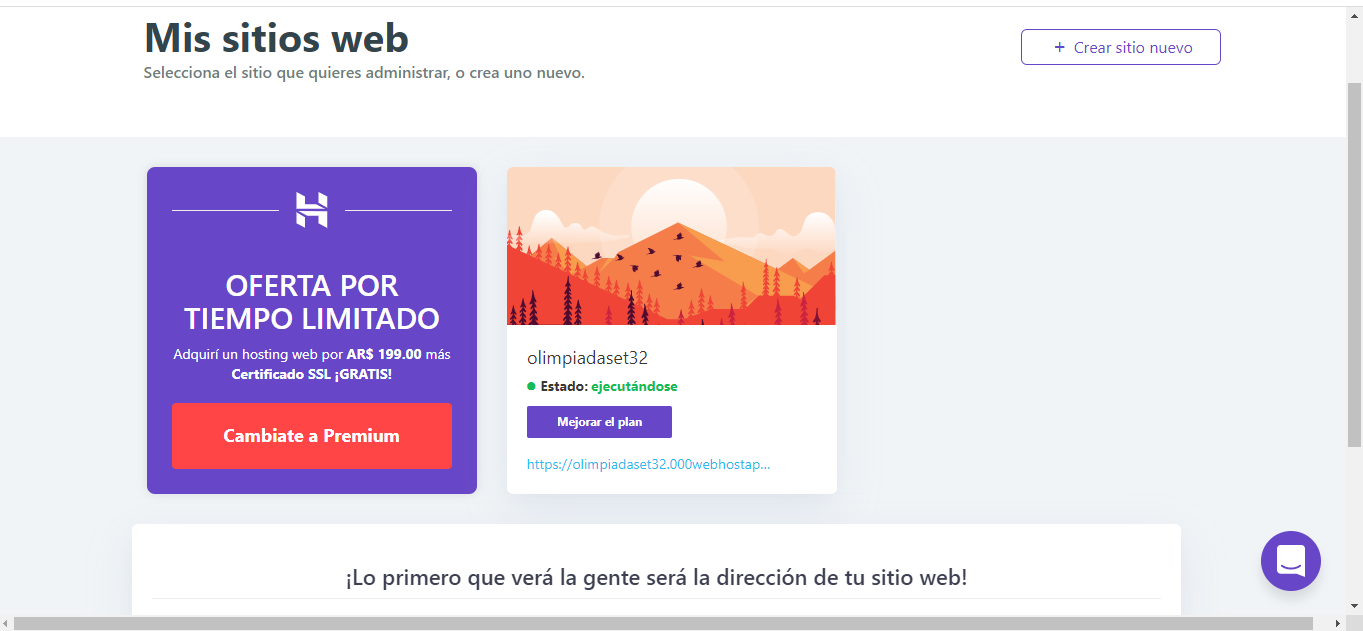 Mis sitios web
Selecciona el sitio que quieres administrar, o crea uno nuevo.
+ Crear sitio nuevo
OFERTA POR
TIEMPO LIMITADO
Adquirí un hosting web por AR$ 199.00 más
Certificado SSL ¡GRATIS!
Cambiate a Premium
olimpiadaset32
Estado: ejecutándose
Mejorar el plan
https://olimpiadaset32.000webhostap...
¡Lo primero que verá la gente será la dirección de tu sitio web!